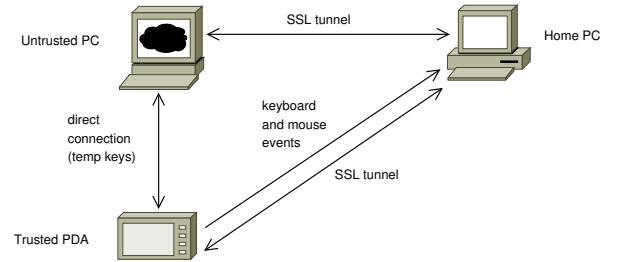 SSL tunnel
Untrusted PC
Home PC
direct
connection
(temp keys)
keyboard
and mouse
events
SSL tunnel
Trusted PDA